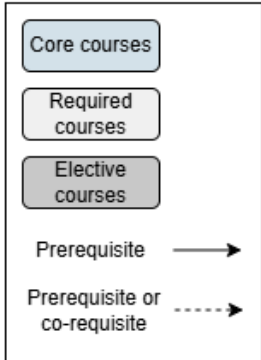 Core courses
Required
courses
Elective
courses
Prerequisite
Prerequisite or
co-requisite